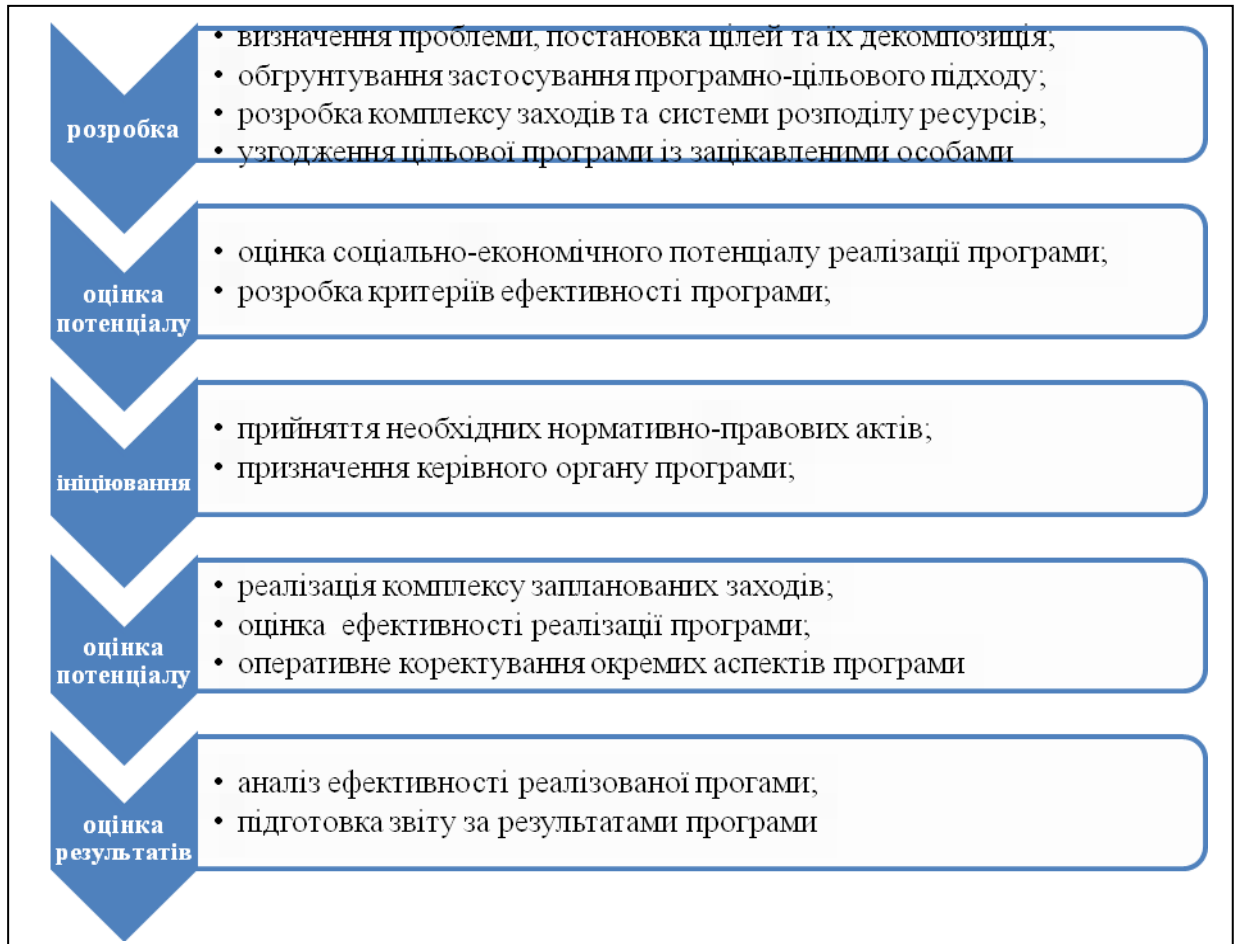 • визначення проблеми, постановка цілей та їх декомпозиція;
• обгрунтування застосування програмно-цільового підходу;
розробка
• розробка комплексу заходів та системи розподілу ресурсів;
• узгодження цільової програми із зацікавленими особами
оцінка
потенціалу
• оцінка соціально-економічного потенціалу реалізації програми;
• розробка критеріїв ефективності програми;
ініціювання
• прийняття необхідних нормативно-правових актів;
• призначення керівного органу програми;
оцінка
потенціалу
• реалізація комплексу запланованих заходів;
• оцінка ефективності реалізації програми;
• оперативне коректування окремих аспектів програми
оцінка
результатів
• аналіз ефективності реалізованої прогами;
• підготовка звіту за результатами програми